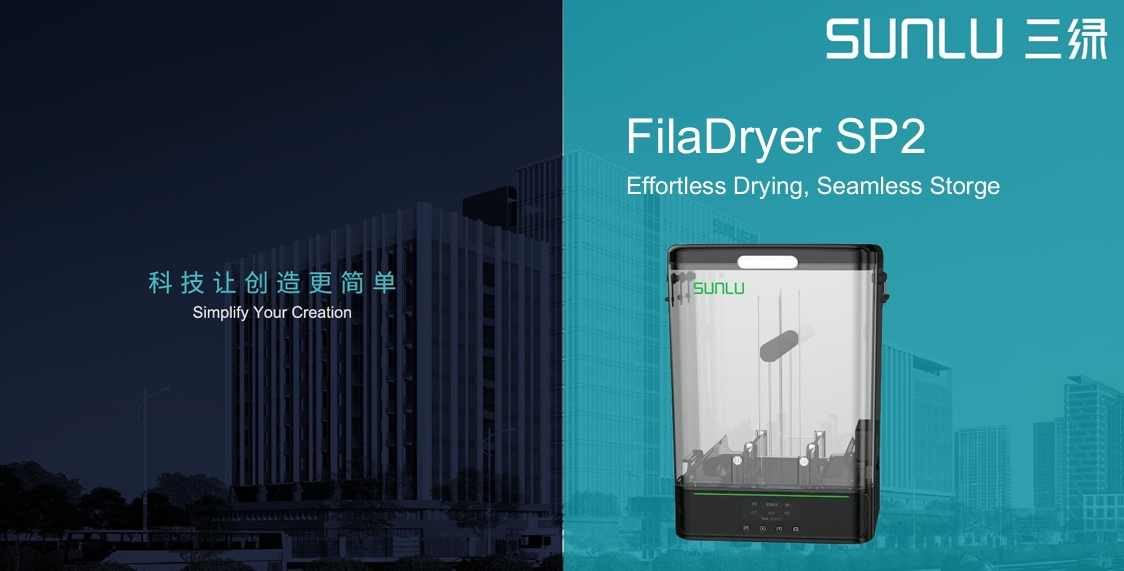 SUNLU 三绿
FilaDryer SP2
Effortless Drying, Seamless Storge
科技让创造更简单
Simplify Your Creation
SUNLU